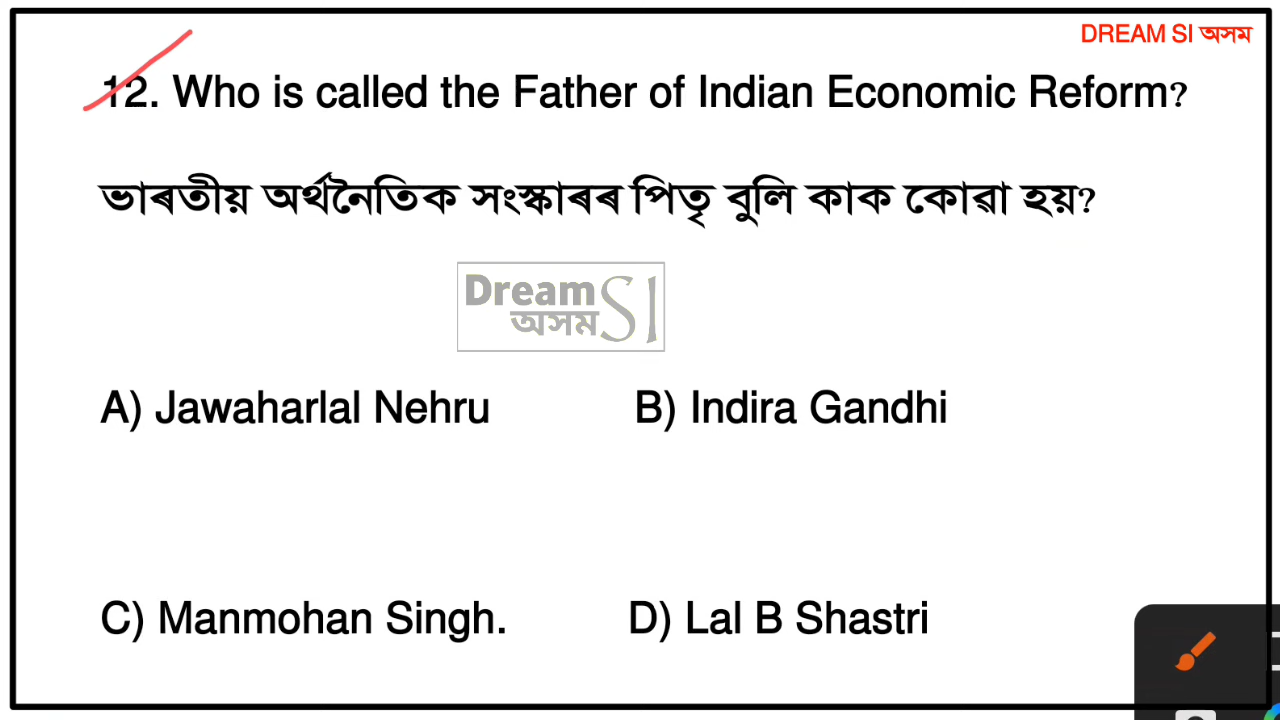 DREAM SI অসম
12. Who is called the Father of Indian Economic Reform?
ভাৰতীয় অৰ্থনৈতিক সংস্কাৰৰ পিতৃ বুলি কাক কোৱা হয়?
Dream SI
অসম
A) Jawaharlal Nehru B) Indira Gandhi
C) Manmohan Singh. D) Lal B Shastri